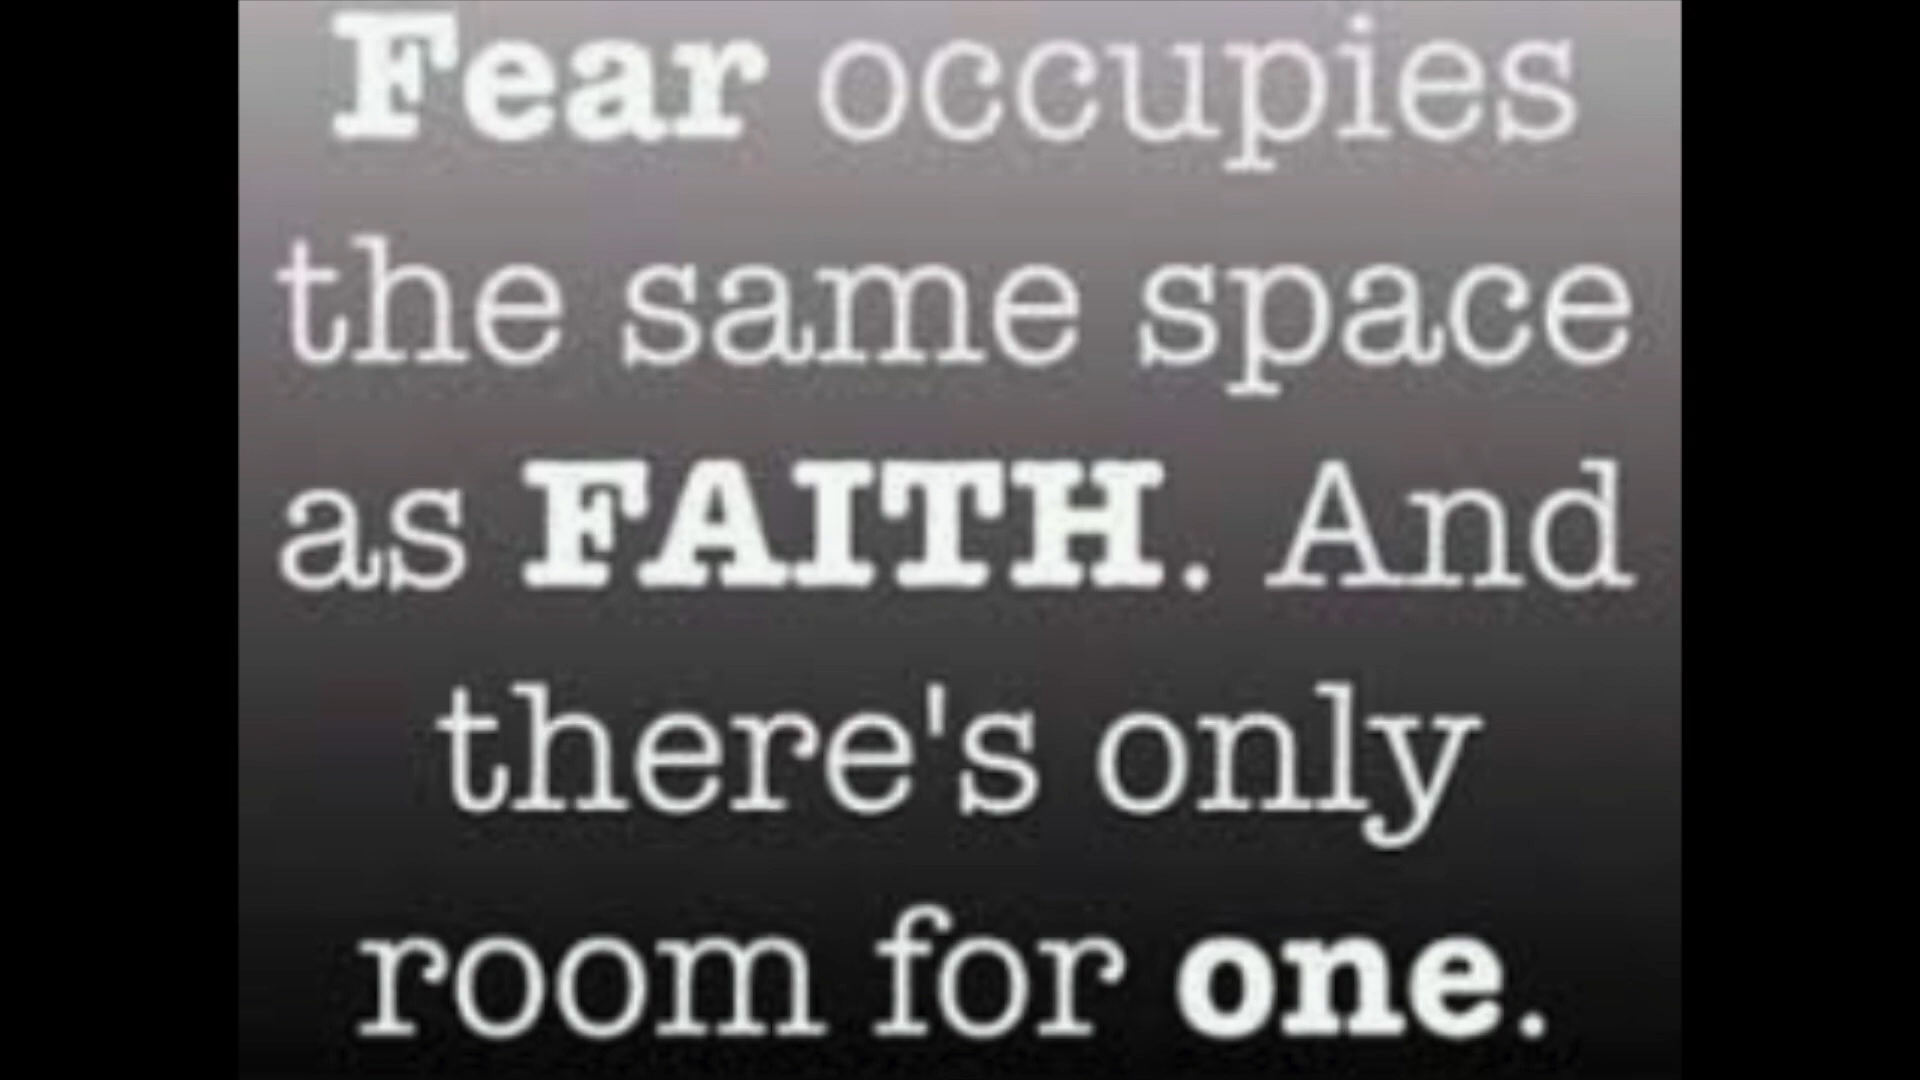 Fear occupies
the same space
as FAITH. And
there's only
room for one.